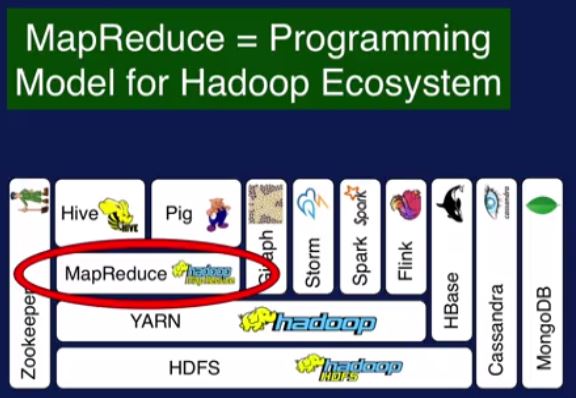 MapReduce = Programming
Model for Hadoop Ecosystem
Zookeeper
Hive
HIVE
Pig
Giraph
Storm
Spark
Spark
Flink
HBase
cassandra
Cassandra
MongoDB
MapReduce
hadoop
MapReduce
YARN
hadoop
HDFS
hadoop
HDFS